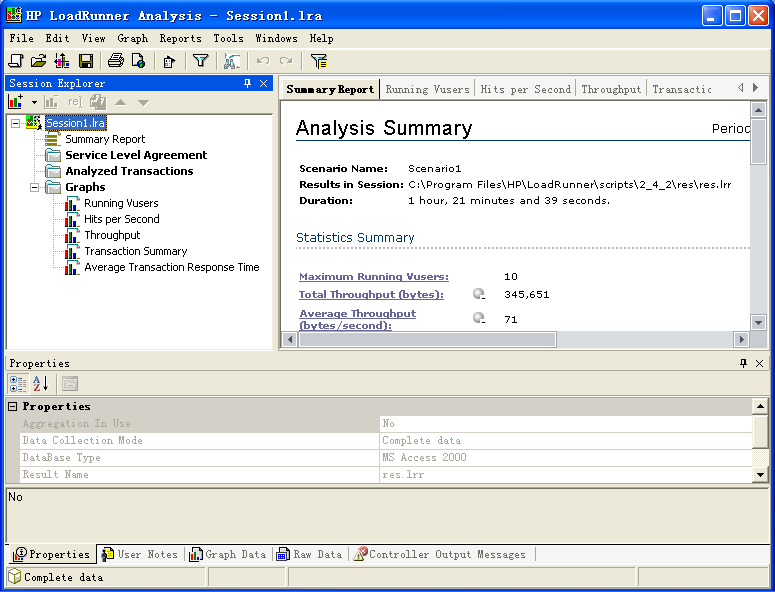 HP LoadRunner Analysis - Session1.lra
File Edit View Graph Reports Tools Windows Help
Session Explorer
Session1.lra
Summary Report
Service Level Agreement
Analyzed Transactions
Graphs
Running Vusers
Hits per Second
Throughput
Transaction Summary
Average Transaction Response Time
Summary Report Running Vusers Hits per Second Throughput Transactic
Analysis Summary Period
Scenario Name: Scenario1
Results in Session: C:\Program Files\HP\LoadRunner\scripts\2_4_2\res\res.lrr
Duration: 1 hour, 21 minutes and 39 seconds.
Statistics Summary
Maximum Running Vusers: 10
Total Throughput (bytes): 345,651
Average Throughput
(bytes/second): 71
Properties
Properties
Aggregation In Use No
Data Collection Mode Complete data
DataBase Type MS Access 2000
Result Name res.lrr
No
Properties User Notes Graph Data Raw Data Controller Output Messages
Complete data